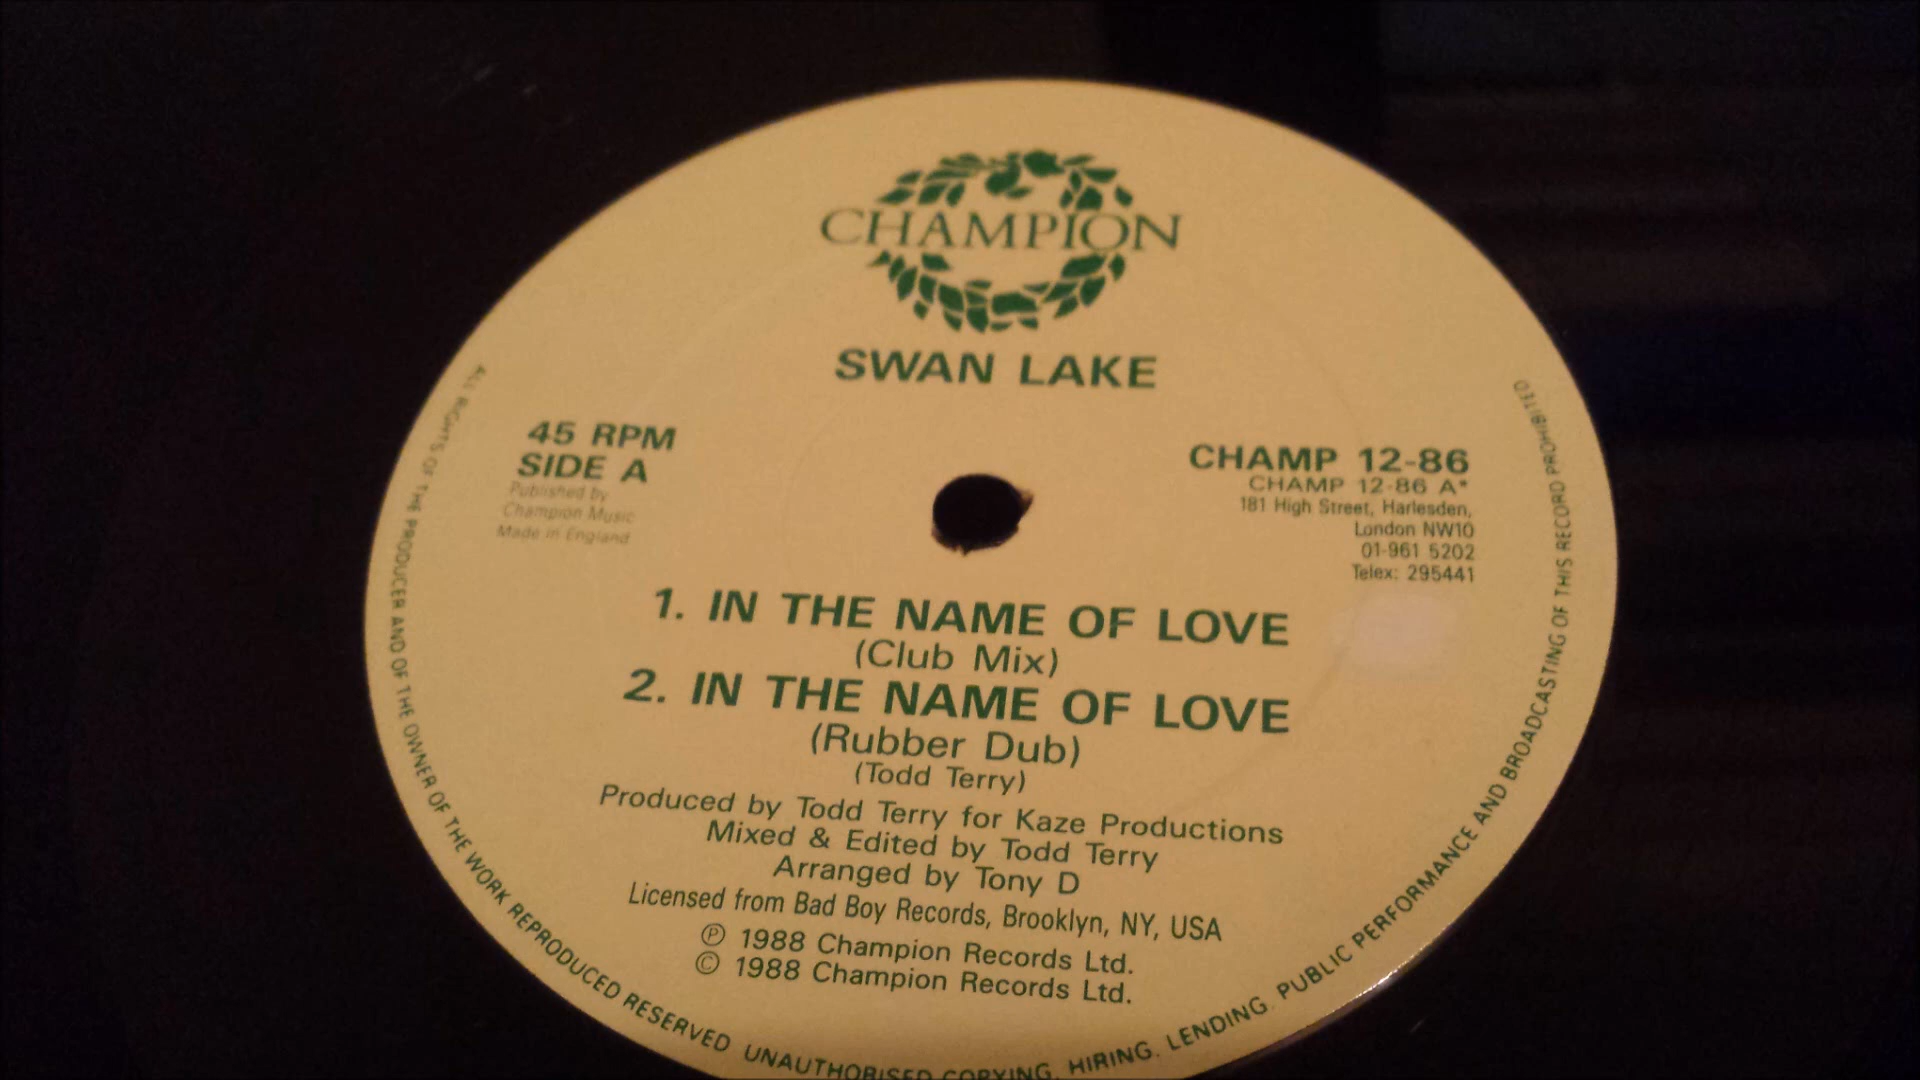 CHAMPION
SWAN LAKE
45 RPM
SIDE A
Published by
Champion Music
Made in England
CHAMP 12-86
CHAMP 12-86 A*
181 High Street, Harlesden,
London NW10
01-961 5202
Telex: 295441
1. IN THE NAME OF LOVE
(Club Mix)
2. IN THE NAME OF LOVE
(Rubber Dub)
(Todd Terry)
Produced by Todd Terry for Kaze Productions
Mixed & Edited by Todd Terry
Arranged by Tony D
Licensed from Bad Boy Records, Brooklyn, NY, USA
℗ 1988 Champion Records Ltd.
© 1988 Champion Records Ltd.
ALL RIGHTS OF THE PRODUCER AND OF THE OWNER OF THE WORK REPRODUCED RESERVED UNAUTHORISED COPYING, HIRING, LENDING, PUBLIC PERFORMANCE AND BROADCASTING OF THIS RECORD PROHIBITED